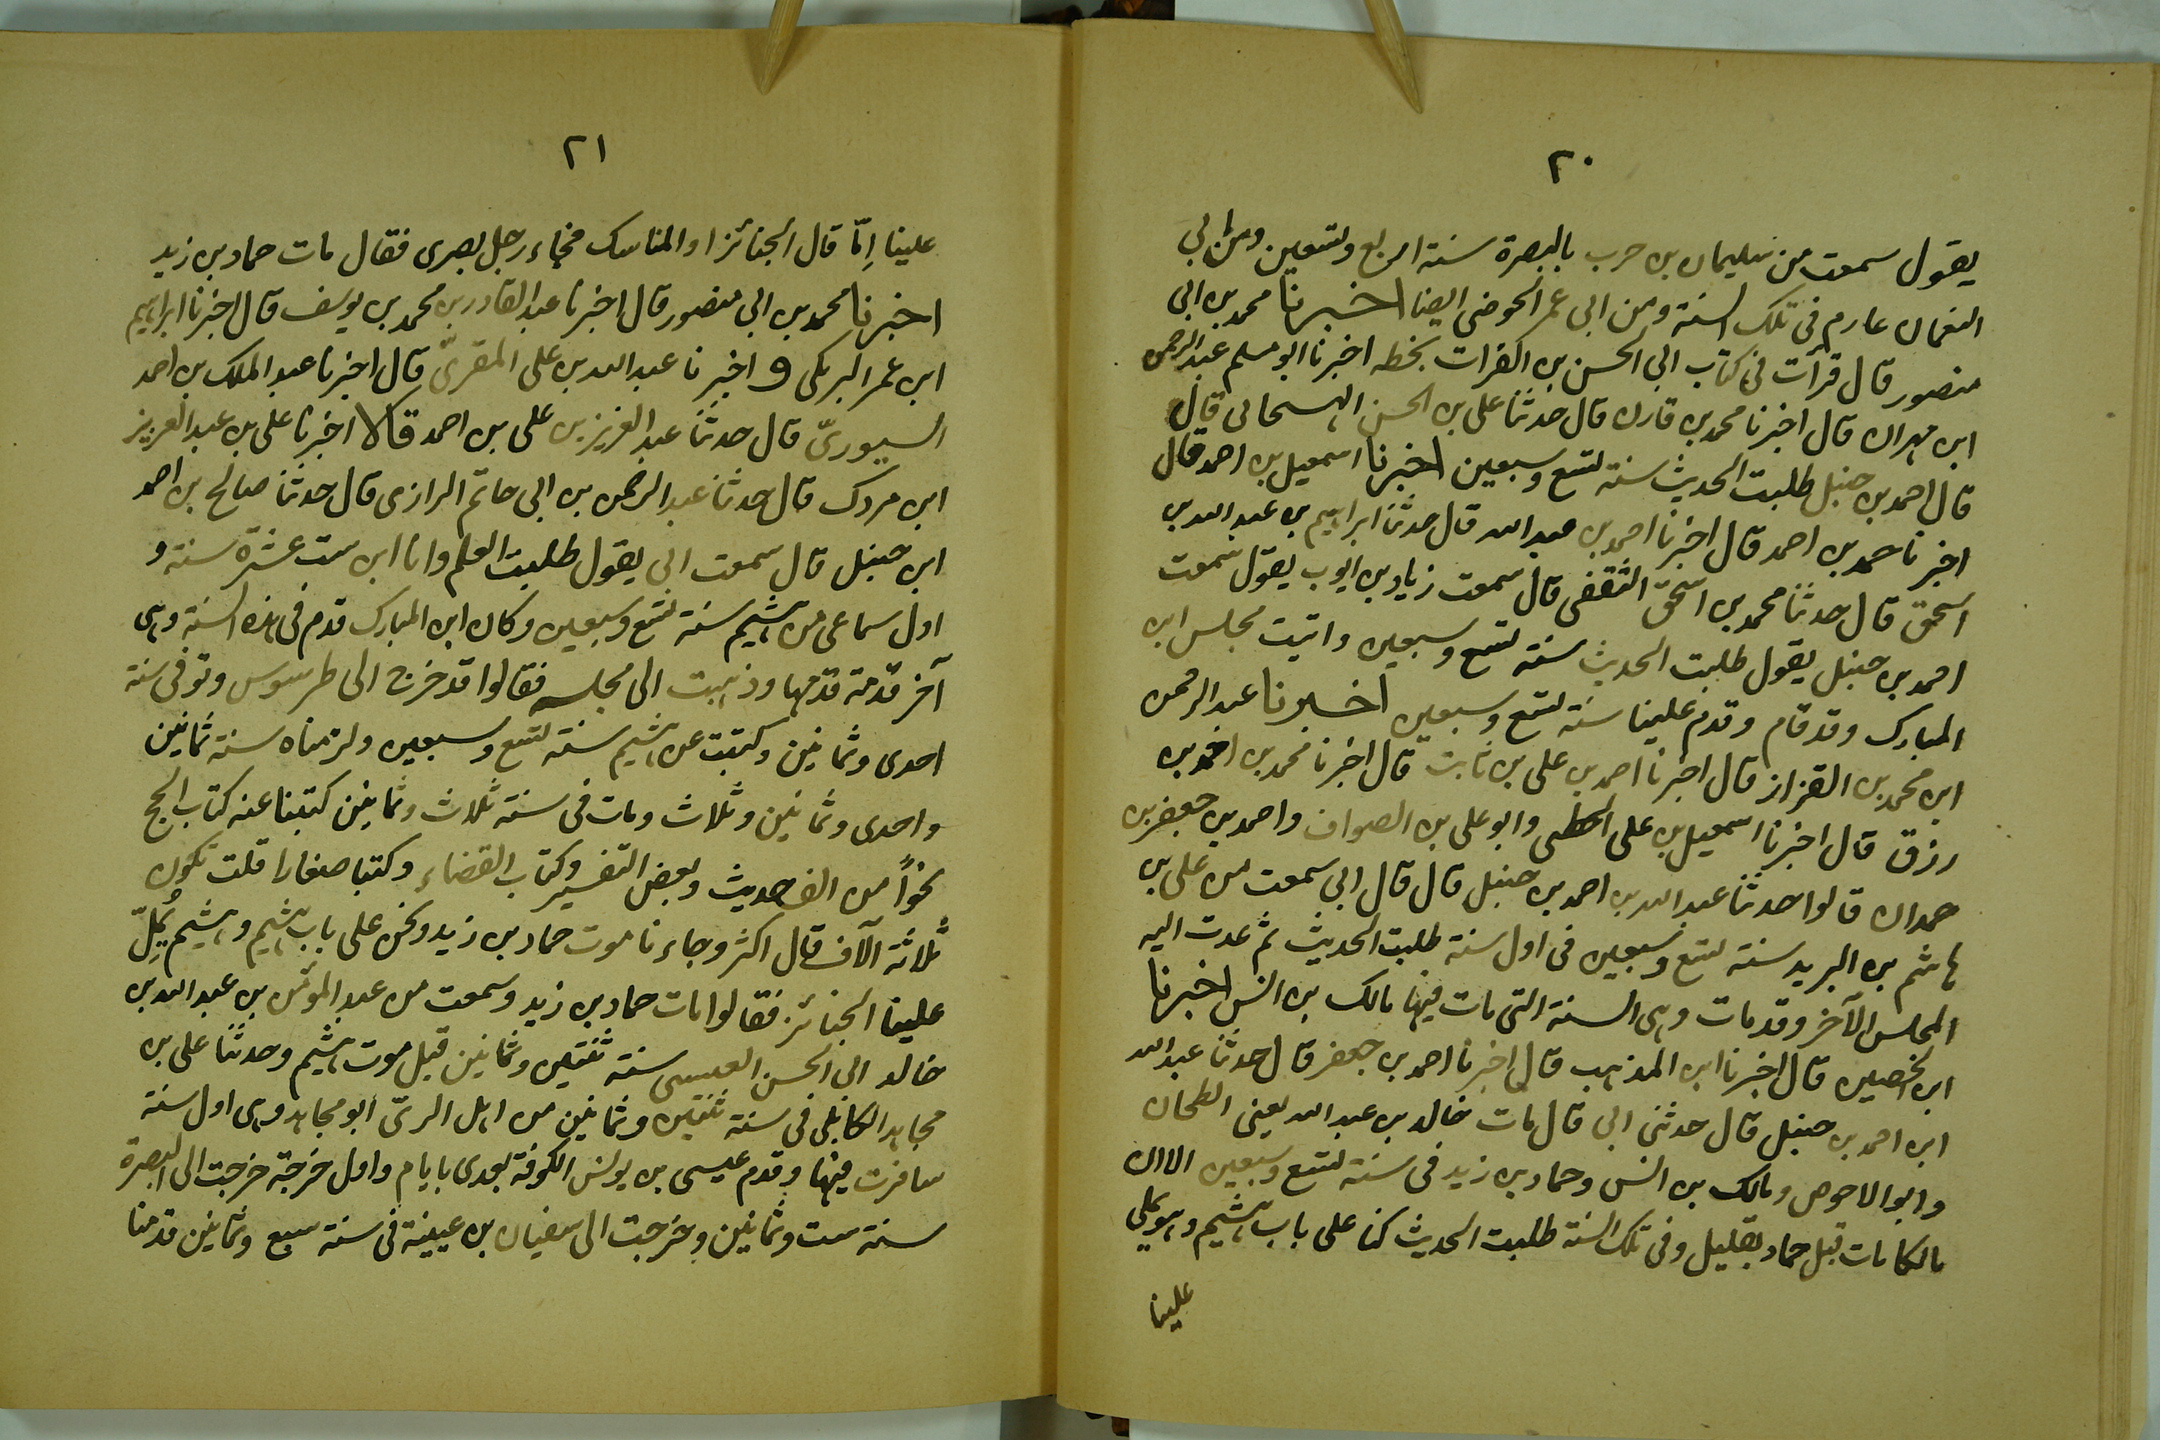 ٢٠
يقول سمعت من سليمان بن حرب بالبصرة سنة اربع وتسعين ومن ابي
النعمان عارم في تلك السنة ومن ابي عمر الحوضي ايضا اخبرنا محمد بن ابي
منصور قال قرأت في كتاب ابي الحسن بن الفرات بخطه اخبرنا ابو مسلم عبد الرحمن
ابن مهران قال اخبرنا محمد بن قارن قال حدثنا علي بن الحسن الهسجاني قال
قال احمد بن حنبل طلبت الحديث سنة تسع وسبعين اخبرنا اسمعيل بن احمد قال
اخبرنا حمد بن احمد قال اخبرنا احمد بن عبد الله قال حدثنا ابراهيم بن عبد الله بن
اسحق قال حدثنا محمد بن اسحق الثقفي قال سمعت زياد بن ايوب يقول سمعت
احمد بن حنبل يقول طلبت الحديث سنة تسع وسبعين واتيت مجلس ابن
المبارك وقد قام وقدم علينا سنة تسع وسبعين اخبرنا عبد الرحمن
ابن محمد بن القزاز قال اخبرنا احمد بن علي بن ثابت قال اخبرنا محمد بن احمد بن
رزق قال اخبرنا اسمعيل بن علي الخطبي وابو علي بن الصواف واحمد بن جعفر بن
حمدان قالوا حدثنا عبد الله بن احمد بن حنبل قال قال ابي سمعت من علي بن
هاشم بن البريد سنة تسع وسبعين في اول سنة طلبت الحديث ثم عدت اليه
المجلس الآخر وقد مات وهي السنة التي مات فيها مالك بن انس اخبرنا
ابن الحصين قال اخبرنا ابن المذهب قال اخبرنا احمد بن جعفر قال حدثنا عبد الله
ابن احمد بن حنبل قال حدثني ابي قال مات خالد بن عبد الله يعني الطحان
وابو الاحوص ومالك بن انس وحماد بن زيد في سنة تسع وسبعين الا ان
مالكا مات قبل حماد بقليل وفي تلك السنة طلبت الحديث كنا على باب هشيم وهو يملي
علينا
٢١
علينا اِمّا قال الجنائز او المناسك فجاء رجل بصرى فقال مات حماد بن زيد
اخبرنا محمد بن ابي منصور قال اخبرنا عبد القادر بن محمد بن يوسف قال اخبرنا ابراهيم
ابن عمر البرمكي و اخبرنا عبد الله بن علي المقرىّ قال اخبرنا عبد الملك بن احمد
السيورىّ قال حدثنا عبد العزيز بن علي بن احمد قالا اخبرنا علي بن عبد العزيز
ابن مردك قال حدثنا عبد الرحمن بن ابي حاتم الرازى قال حدثنا صالح بن احمد
ابن حنبل قال سمعت ابي يقول طلبت العلم وانا ابن ست عشرة سنة و
اول سماعي من هشيم سنة تسع وسبعين وكان ابن المبارك قدم في هذه السنة وهي
آخر قدمة قدمها وذهبت الى مجلسه فقالوا قد خرج الى طرسوس وتوفي سنة
احدى وثمانين وكتبت عن هشيم سنة تسع وسبعين ولزمناه سنة ثمانين
واحدى وثمانين وثلاث ومات في سنة ثلاث وثمانين كتبنا عنه كتاب الحج
نحوًا من الف حديث وبعض التفسير وكتاب القضاء وكتبا صغارا قلت تكون
ثلاثة آلاف قال اكثر وجاءنا موت حماد بن زيد ونحن على باب هشيم وهشيم يُمِلّ
علينا الجنائز فقالوا مات حماد بن زيد وسمعت من عبد المؤمن بن عبد الله بن
خالد ابي الحسن العبسي سنة ثنتين وثمانين قبل موت هشيم وحدثنا علي بن
مجاهد الكابلي في سنة ثنتين وثمانين من اهل الرىّ ابو مجاهد وهي اول سنة
سافرت فيها وقدم عيسى بن يونس الكوفة بعدى بايام واول خرجة خرجت الى البصرة
سنة ست وثمانين وخرجت الى سفيان بن عيينة في سنة سبع وثمانين قدمنا